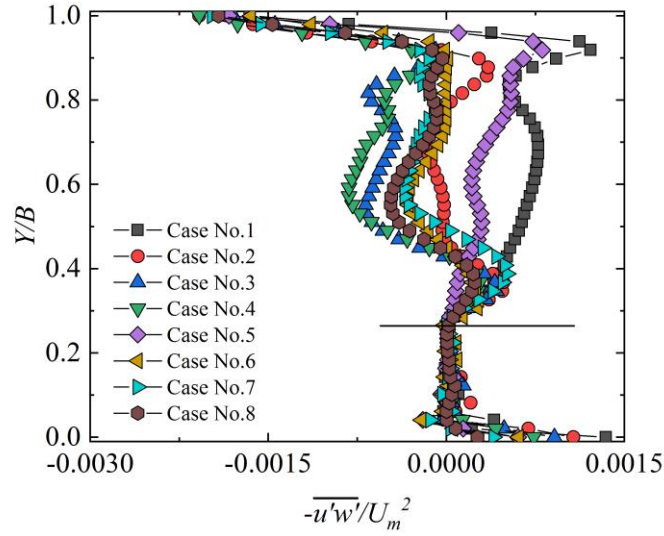 1.0
0.8
0.6
0.4
0.2
0.0
Y/B
Case No.1
Case No.2
Case No.3
Case No.4
Case No.5
Case No.6
Case No.7
Case No.8
-0.0030
-0.0015
0.0000
0.0015
-u'w'/Um²